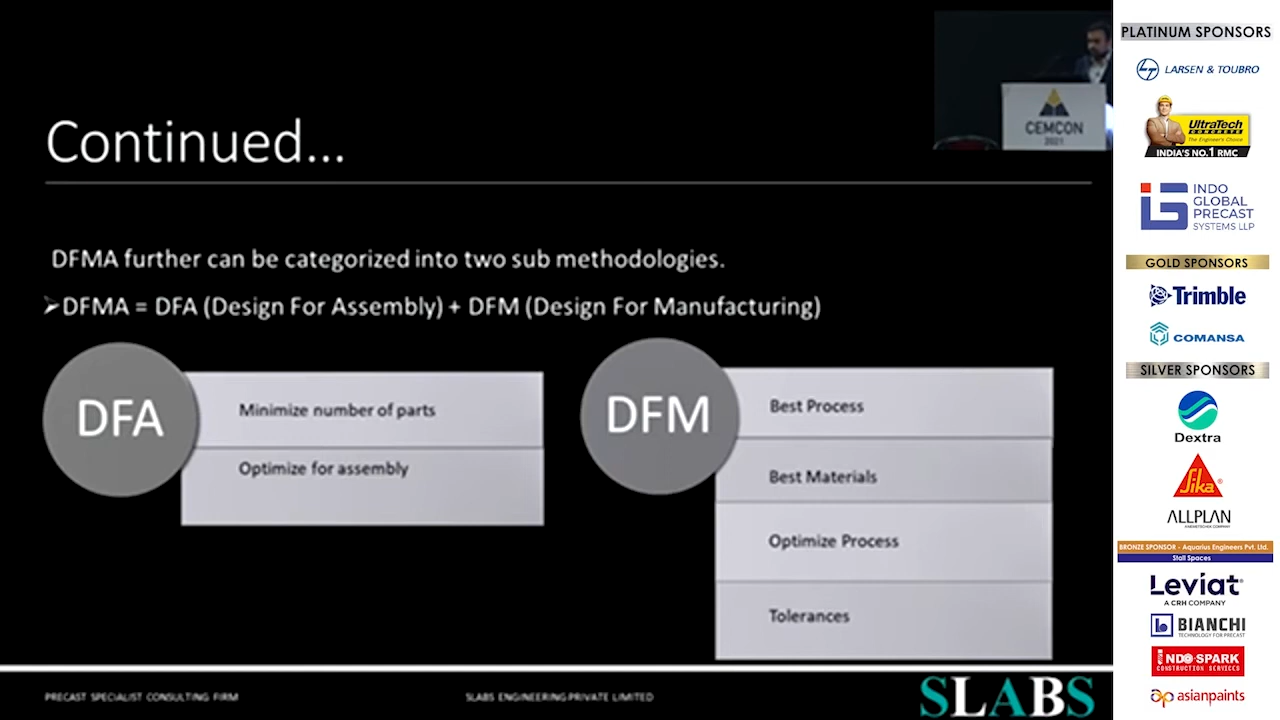 Continued...
DFMA further can be categorized into two sub methodologies.
➢DFMA = DFA (Design For Assembly) + DFM (Design For Manufacturing)
DFA
Minimize number of parts
Optimize for assembly
DFM
Best Process
Best Materials
Optimize Process
Tolerances
PRECAST SPECIALIST CONSULTING FIRM
SLABS ENGINEERING PRIVATE LIMITED
SLABS
CEMCON
2021
PLATINUM SPONSORS
LARSEN & TOUBRO
UltraTech
CONCRETE
The Engineer's Choice
INDIA'S NO.1 RMC
INDO
GLOBAL
PRECAST
SYSTEMS LLP
GOLD SPONSORS
Trimble
COMANSA
SILVER SPONSORS
Dextra
Sika®
ALLPLAN
A NEMETSCHEK COMPANY
BRONZE SPONSOR - Aquarius Engineers Pvt. Ltd.
Stall Spaces
Leviat®
A CRH COMPANY
BIANCHI
TECHNOLOGY FOR PRECAST
INDO SPARK
CONSTRUCTION SERVICES
ap asianpaints